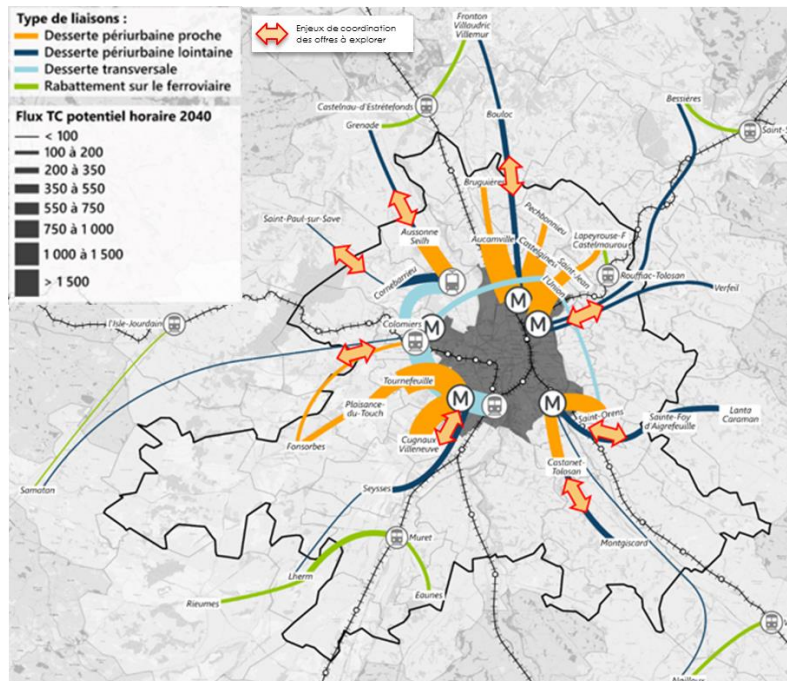 Type de liaisons :
Desserte périurbaine proche
Desserte périurbaine lointaine
Desserte transversale
Rabattement sur le ferroviaire
Flux TC potentiel horaire 2040
< 100
100 à 200
200 à 350
350 à 550
550 à 750
750 à 1 000
1 000 à 1 500
> 1 500
Enjeux de coordination
des offres à explorer
Fronton
Villaudric
Villemur
Castelnau-d'Estrétefonds
Grenade
Bouloc
Bessières
Saint-S
Bruguières
Pechbonnieu
Saint-Paul-sur-Save
Aussonne
Seilh
Aucamville
Castelginest
Lapeyrouse-F
Castelmaurou
Saint-Jean
L'Union
Rouffiac-Tolosan
Cornebarrieu
Verfeil
l'Isle-Jourdain
Colomiers
M
M
M
Tournefeuille
Plaisance-
du-Touch
M
M
Saint-Orens
Sainte-Foy
d'Aigrefeuille
Lanta
Caraman
Fonsorbes
Cugnaux
Villeneuve
Castanet-
Tolosan
Samatan
Seysses
Montgiscard
Muret
Lherm
Rieumes
Eaunes
V
Nailloux